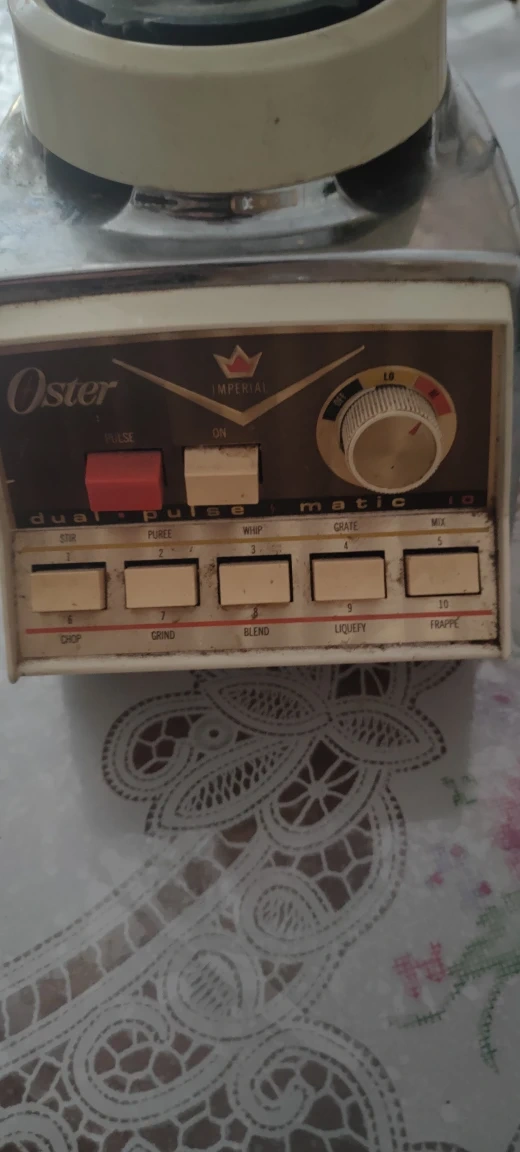 Oster
IMPERIAL
OFF LO HI
PULSE ON
dual pulse matic 10
STIR PUREE WHIP GRATE MIX
1 2 3 4 5
6 7 8 9 10
CHOP GRIND BLEND LIQUEFY FRAPPÉ